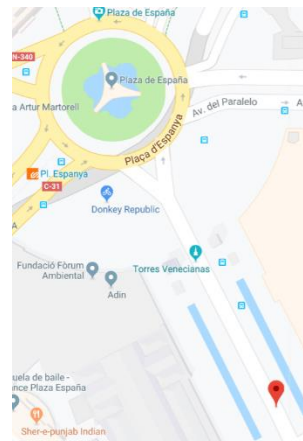 Plaza de España
N-340
Plaza de España
a Artur Martorell
Av. del Paralelo
A
Plaça d'Espanya
Pl. Espanya
C-31
Donkey Republic
A
Torres Venecianas
Fundació Fòrum
Ambiental
Adin
uela de baile -
nce Plaza España
Sher-e-punjab Indian